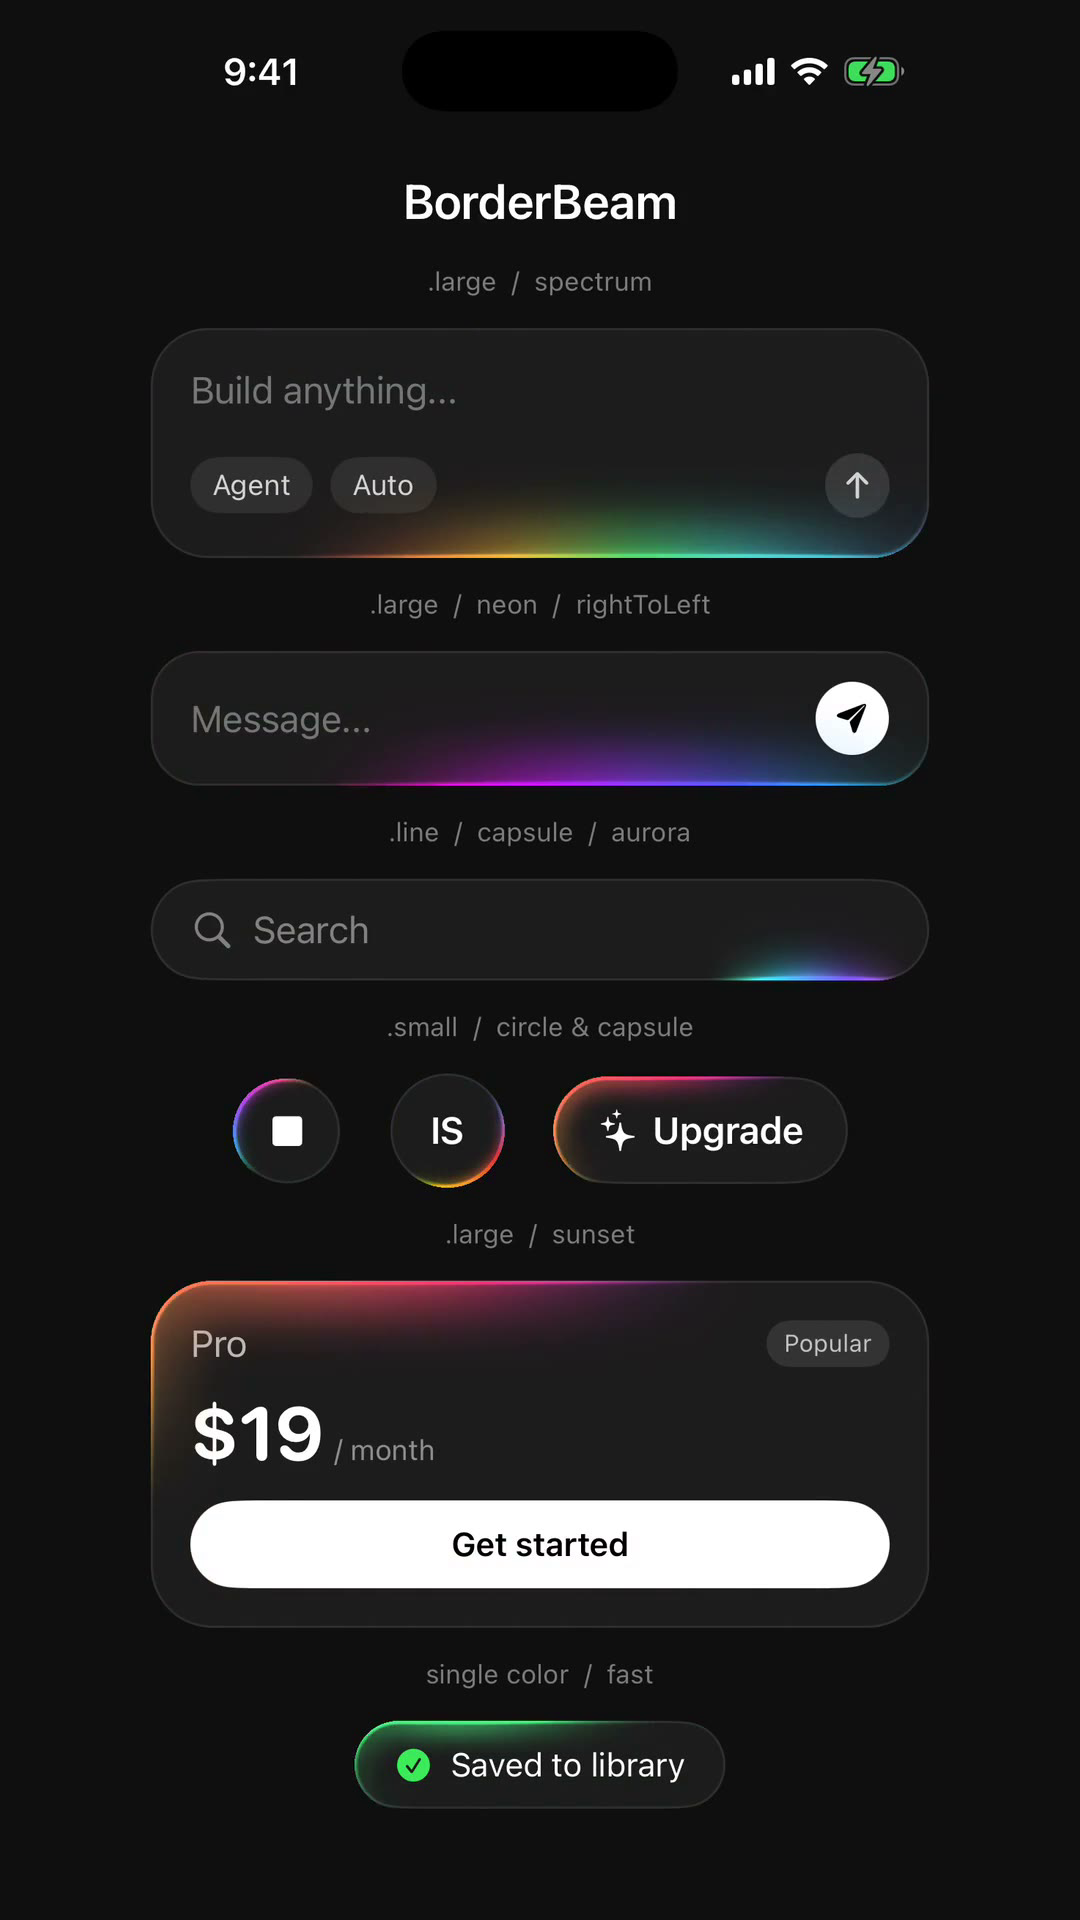 9:41
BorderBeam
.large / spectrum
Build anything...
Agent Auto
.large / neon / rightToLeft
Message...
.line / capsule / aurora
Search
.small / circle & capsule
IS Upgrade
.large / sunset
Pro Popular
$19 / month
Get started
single color / fast
Saved to library